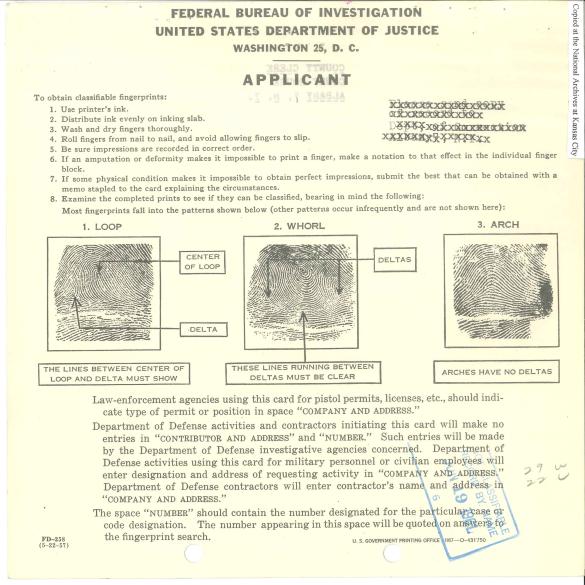 FEDERAL BUREAU OF INVESTIGATION
UNITED STATES DEPARTMENT OF JUSTICE
WASHINGTON 25, D. C.
APPLICANT
Copied at the National Archives at Kansas City
To obtain classifiable fingerprints:
1. Use printer's ink.
2. Distribute ink evenly on inking slab.
3. Wash and dry fingers thoroughly.
4. Roll fingers from nail to nail, and avoid allowing fingers to slip.
5. Be sure impressions are recorded in correct order.
6. If an amputation or deformity makes it impossible to print a finger, make a notation to that effect in the individual finger
block.
7. If some physical condition makes it impossible to obtain perfect impressions, submit the best that can be obtained with a
memo stapled to the card explaining the circumstances.
8. Examine the completed prints to see if they can be classified, bearing in mind the following:
Most fingerprints fall into the patterns shown below (other patterns occur infrequently and are not shown here):
1. LOOP
2. WHORL
3. ARCH
CENTER
OF LOOP
DELTAS
DELTA
THE LINES BETWEEN CENTER OF
LOOP AND DELTA MUST SHOW
THESE LINES RUNNING BETWEEN
DELTAS MUST BE CLEAR
ARCHES HAVE NO DELTAS
Law-enforcement agencies using this card for pistol permits, licenses, etc., should indi-
cate type of permit or position in space "COMPANY AND ADDRESS."
Department of Defense activities and contractors initiating this card will make no
entries in "CONTRIBUTOR AND ADDRESS" and "NUMBER." Such entries will be made
by the Department of Defense investigative agencies concerned. Department of
Defense activities using this card for military personnel or civilian employees will
enter designation and address of requesting activity in "COMPANY AND ADDRESS."
Department of Defense contractors will enter contractor's name and address in
"COMPANY AND ADDRESS."
The space "NUMBER" should contain the number designated for the particular case or
code designation. The number appearing in this space will be quoted on answers to
the fingerprint search.
FD-258
(5-22-57)
U. S. GOVERNMENT PRINTING OFFICE
29 W
22